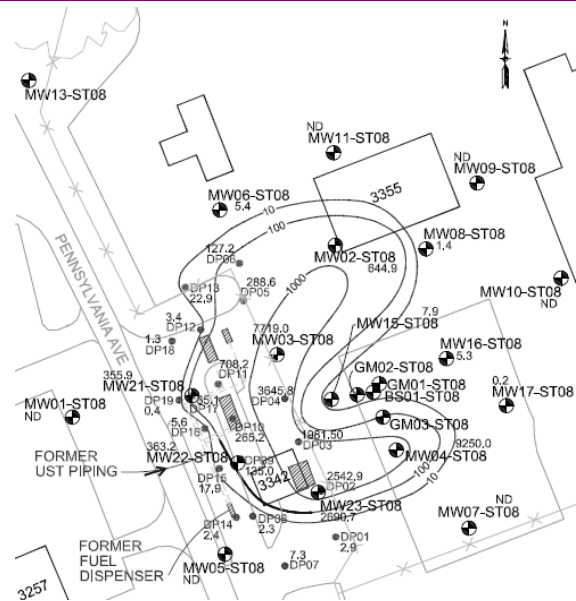 N
MW13-ST08
ND
MW11-ST08
ND
MW09-ST08
3355
MW06-ST08
5.4
10
100
MW08-ST08
1,4
MW02-ST08
644.9
127.2
DP06
PENNSYLVANIA AVE
DP13
22,9
288.6
DP05
1000
MW10-ST08
ND
7.9
MW15-ST08
3.4
DP12
1.3
DP18
7719.0
MW03-ST08
MW16-ST08
5.3
GM02-ST08
708,2
DP11
355.9
MW21-ST08
GM01-ST08
BS01-ST08
0.2
MW17-ST08
3645.8
DP04
DP19
0.4
DP17
MW01-ST08
ND
GM03-ST08
5,6
DP16
DP10
265,2
1981.50
DP03
9250,0
363.2
MW22-ST08
MW04-ST08
FORMER
UST PIPING
DP09
135.0
100
10
DP15
17,9
3342
2542,9
DP02
MW23-ST08
2690,7
ND
MW07-ST08
DP14
2.4
DP08
2.3
DP01
2,9
FORMER
FUEL
DISPENSER
MW05-ST08
ND
7.3
DP07
3257